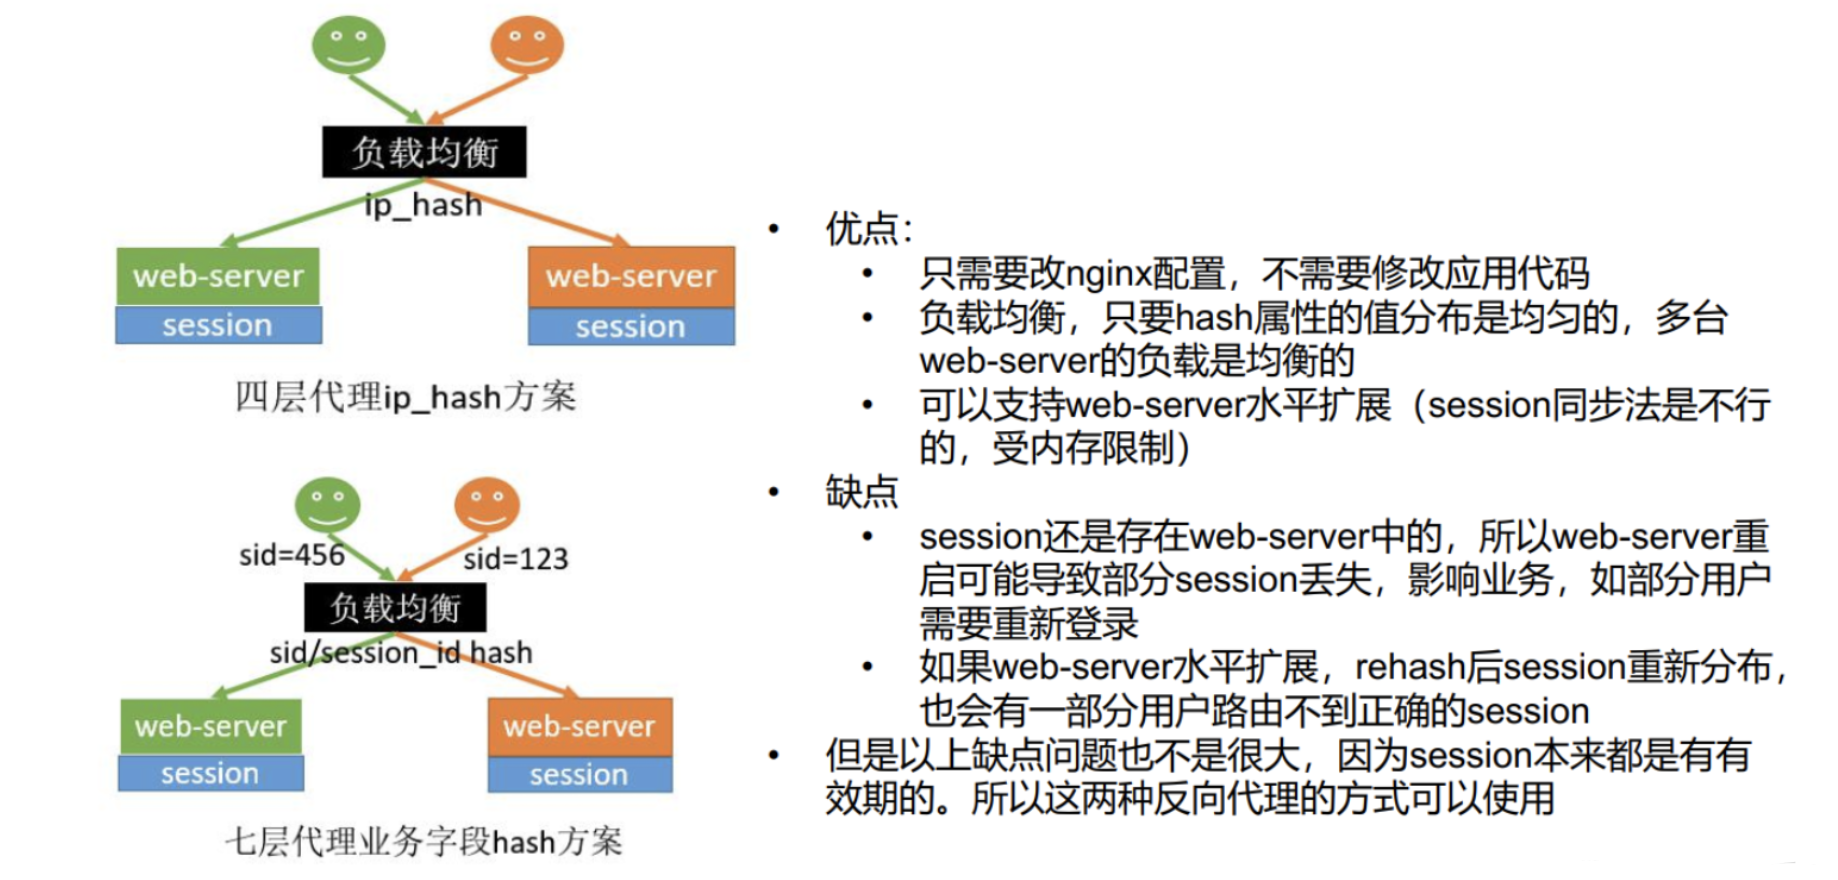 负载均衡
ip_hash
web-server
web-server
session
session
四层代理ip_hash方案
sid=456
sid=123
负载均衡
sid/session_id hash
web-server
web-server
session
session
七层代理业务字段hash方案
• 优点：
• 只需要改nginx配置，不需要修改应用代码
• 负载均衡，只要hash属性的值分布是均匀的，多台
web-server的负载是均衡的
• 可以支持web-server水平扩展（session同步法是不行
的，受内存限制）
• 缺点
• session还是存在web-server中的，所以web-server重
启可能导致部分session丢失，影响业务，如部分用户
需要重新登录
• 如果web-server水平扩展，rehash后session重新分布，
也会有一部分用户路由不到正确的session
• 但是以上缺点问题也不是很大，因为session本来都是有有
效期的。所以这两种反向代理的方式可以使用